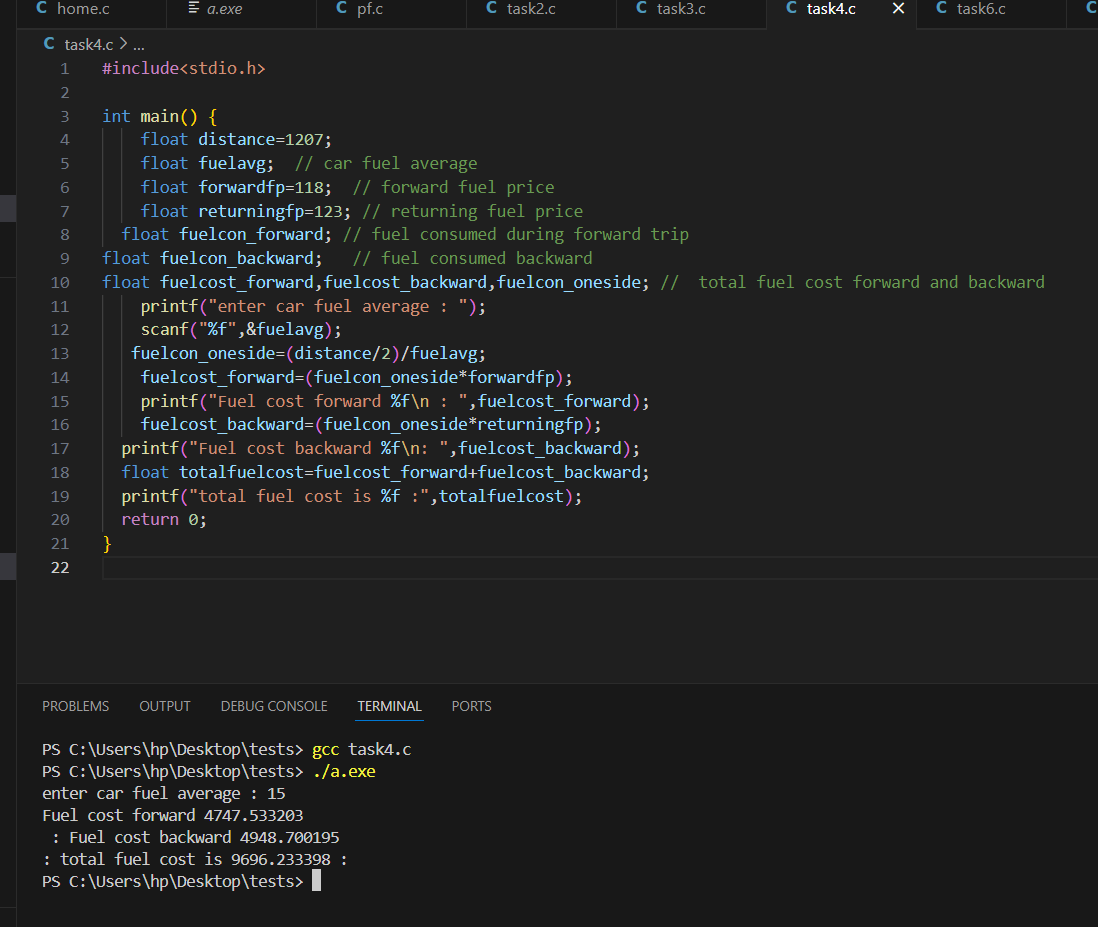 C home.c a.exe C pf.c C task2.c C task3.c C task4.c × C task6.c C
C task4.c > ...
1 #include<stdio.h>
2
3 int main() {
4 float distance=1207;
5 float fuelavg; // car fuel average
6 float forwardfp=118; // forward fuel price
7 float returningfp=123; // returning fuel price
8 float fuelcon_forward; // fuel consumed during forward trip
9 float fuelcon_backward; // fuel consumed backward
10 float fuelcost_forward,fuelcost_backward,fuelcon_oneside; // total fuel cost forward and backward
11 printf("enter car fuel average : ");
12 scanf("%f",&fuelavg);
13 fuelcon_oneside=(distance/2)/fuelavg;
14 fuelcost_forward=(fuelcon_oneside*forwardfp);
15 printf("Fuel cost forward %f\n : ",fuelcost_forward);
16 fuelcost_backward=(fuelcon_oneside*returningfp);
17 printf("Fuel cost backward %f\n: ",fuelcost_backward);
18 float totalfuelcost=fuelcost_forward+fuelcost_backward;
19 printf("total fuel cost is %f :",totalfuelcost);
20 return 0;
21 }
22
PROBLEMS OUTPUT DEBUG CONSOLE TERMINAL PORTS
PS C:\Users\hp\Desktop\tests> gcc task4.c
PS C:\Users\hp\Desktop\tests> ./a.exe
enter car fuel average : 15
Fuel cost forward 4747.533203
 : Fuel cost backward 4948.700195
: total fuel cost is 9696.233398 :
PS C:\Users\hp\Desktop\tests>